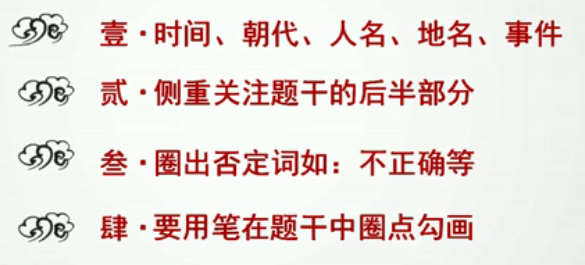 壹·时间、朝代、人名、地名、事件
贰·侧重关注题干的后半部分
叁·圈出否定词如：不正确等
肆·要用笔在题干中圈点勾画